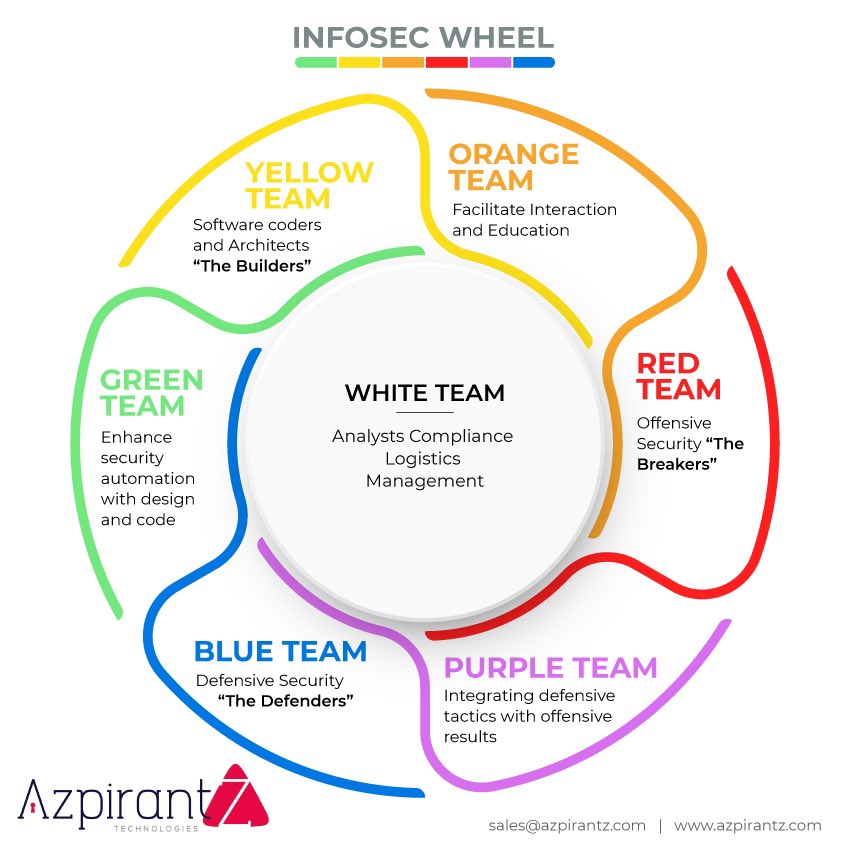 INFOSEC WHEEL
YELLOW
TEAM
Software coders
and Architects
“The Builders”
ORANGE
TEAM
Facilitate Interaction
and Education
RED
TEAM
Offensive
Security “The
Breakers”
GREEN
TEAM
Enhance
security
automation
with design
and code
WHITE TEAM
Analysts Compliance
Logistics
Management
BLUE TEAM
Defensive Security
“The Defenders”
PURPLE TEAM
Integrating defensive
tactics with offensive
results
AzpirantZ
TECHNOLOGIES
sales@azpirantz.com | www.azpirantz.com